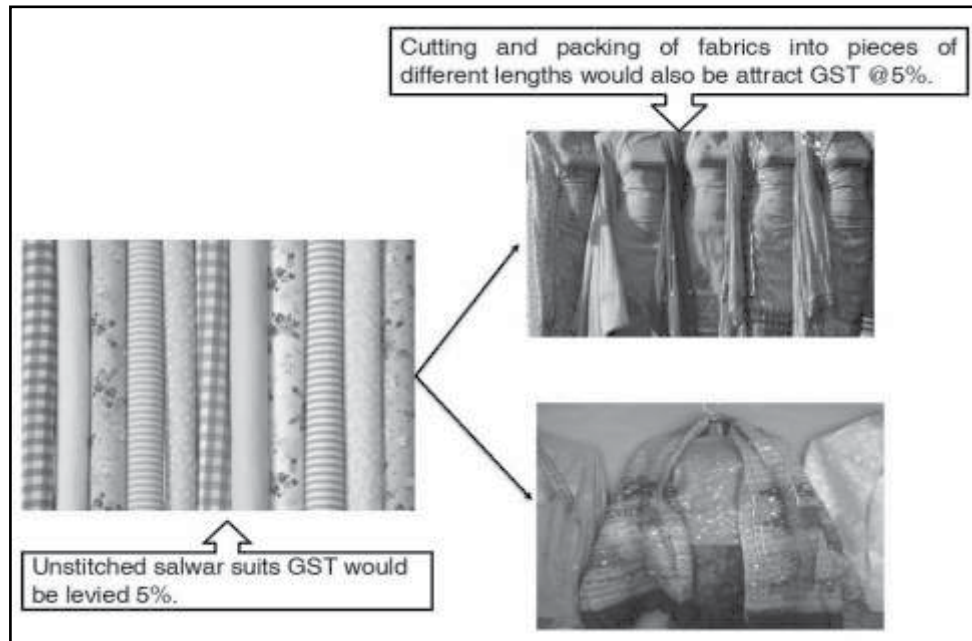 Cutting and packing of fabrics into pieces of
different lengths would also be attract GST @5%.
Unstitched salwar suits GST would
be levied 5%.